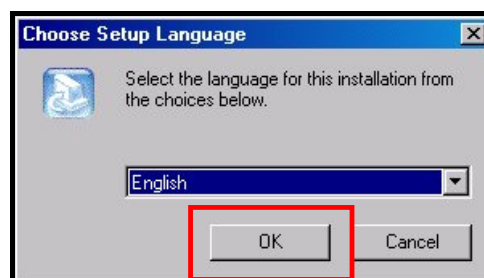 Choose Setup Language
Select the language for this installation from
the choices below.
English
OK
Cancel